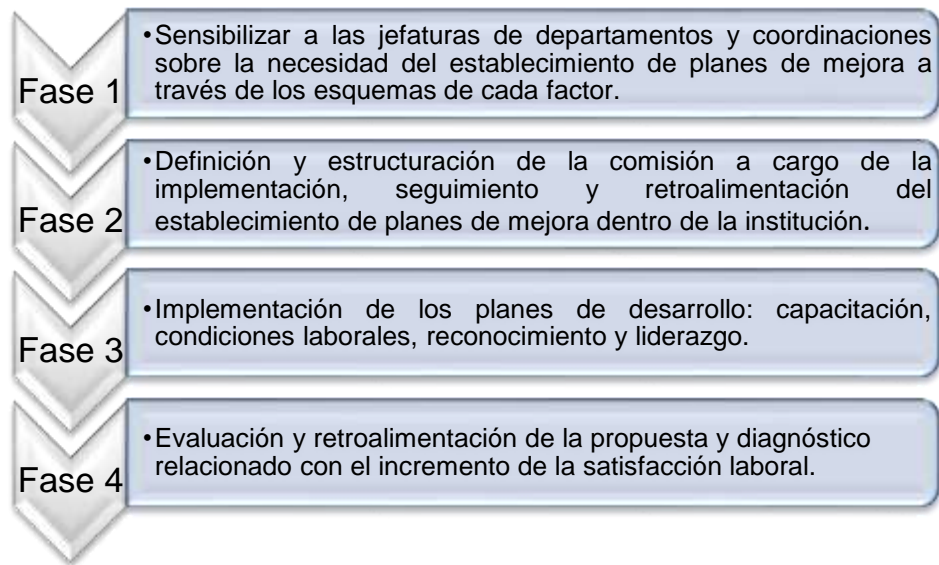 Fase 1
•Sensibilizar a las jefaturas de departamentos y coordinaciones
sobre la necesidad del establecimiento de planes de mejora a
través de los esquemas de cada factor.
Fase 2
•Definición y estructuración de la comisión a cargo de la
implementación, seguimiento y retroalimentación del
establecimiento de planes de mejora dentro de la institución.
Fase 3
•Implementación de los planes de desarrollo: capacitación,
condiciones laborales, reconocimiento y liderazgo.
Fase 4
•Evaluación y retroalimentación de la propuesta y diagnóstico
relacionado con el incremento de la satisfacción laboral.